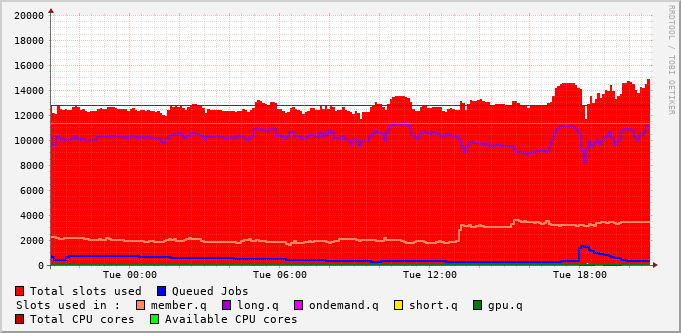 20000
18000
16000
14000
12000
10000
8000
6000
4000
2000
0
Tue 00:00 Tue 06:00 Tue 12:00 Tue 18:00
RRDTOOL / TOBI OETIKER
Total slots used Queued Jobs
Slots used in : member.q long.q ondemand.q short.q gpu.q
Total CPU cores Available CPU cores